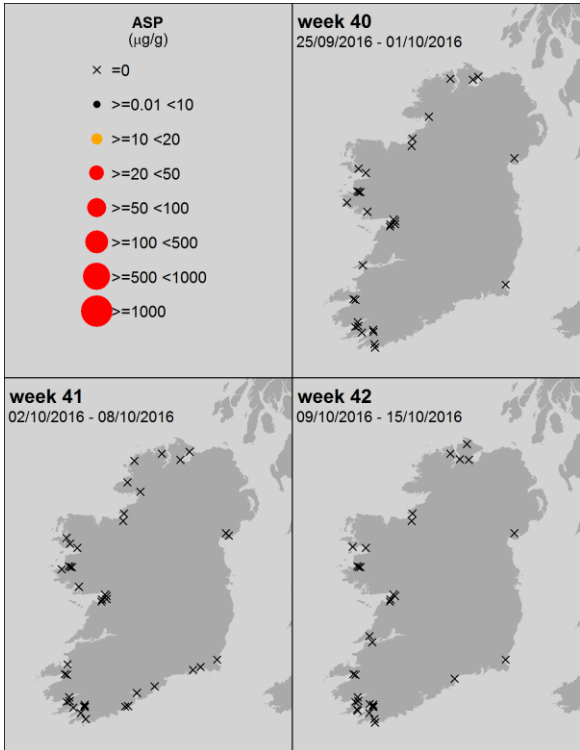 ASP
(µg/g)
=0
>=0.01 <10
>=10 <20
>=20 <50
>=50 <100
>=100 <500
>=500 <1000
>=1000
week 40
25/09/2016 - 01/10/2016
week 41
02/10/2016 - 08/10/2016
week 42
09/10/2016 - 15/10/2016